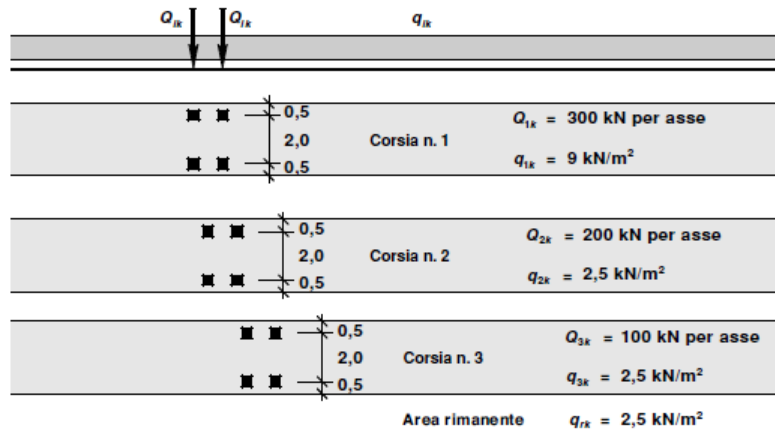 Qik Qik qik
0,5
2,0
0,5
Corsia n. 1
Q1k = 300 kN per asse
q1k = 9 kN/m²
0,5
2,0
0,5
Corsia n. 2
Q2k = 200 kN per asse
q2k = 2,5 kN/m²
0,5
2,0
0,5
Corsia n. 3
Q3k = 100 kN per asse
q3k = 2,5 kN/m²
Area rimanente qrk = 2,5 kN/m²